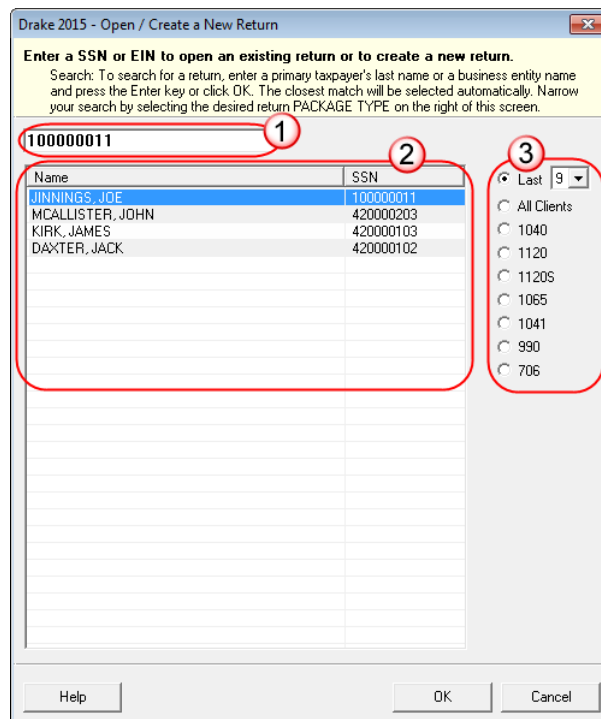 Drake 2015 - Open / Create a New Return
Enter a SSN or EIN to open an existing return or to create a new return.
Search: To search for a return, enter a primary taxpayer's last name or a business entity name
and press the Enter key or click OK. The closest match will be selected automatically. Narrow
your search by selecting the desired return PACKAGE TYPE on the right of this screen.
1
100000011
2
3
Name SSN
JINNINGS, JOE 100000011
MCALLISTER, JOHN 420000203
KIRK, JAMES 420000103
DAXTER, JACK 420000102
Last 9
All Clients
1040
1120
1120S
1065
1041
990
706
Help OK Cancel